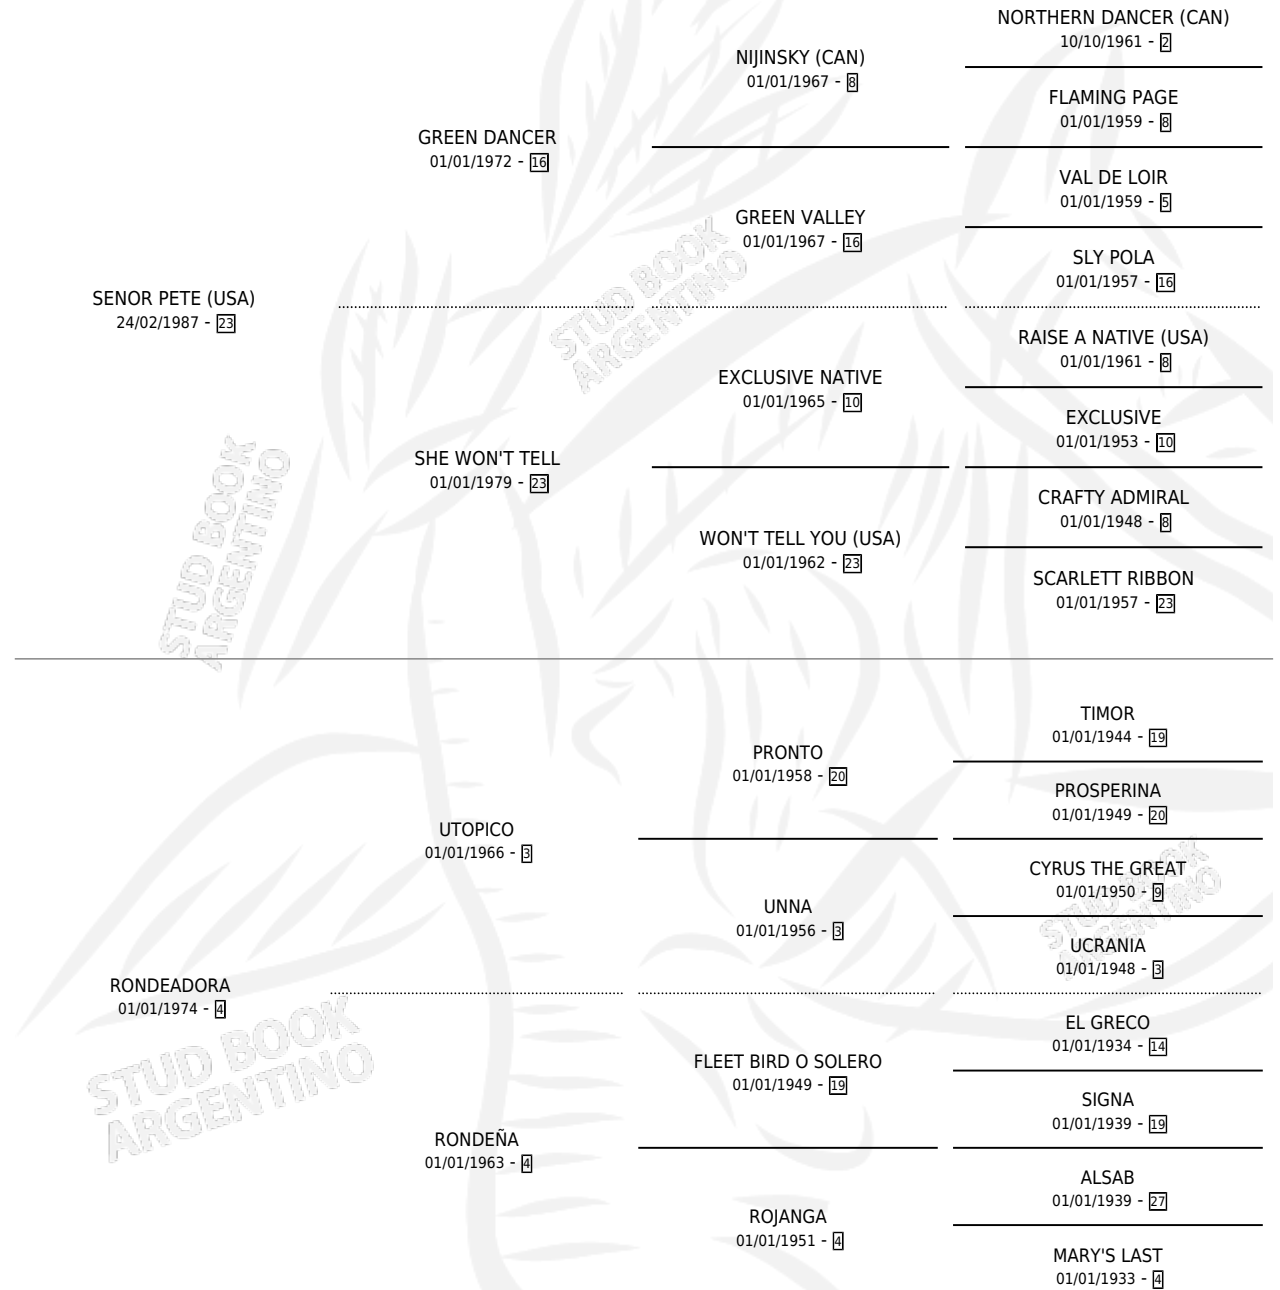 NORTHERN DANCER (CAN)
10/10/1961 - 2
NIJINSKY (CAN)
01/01/1967 - 8
FLAMING PAGE
01/01/1959 - 8
GREEN DANCER
01/01/1972 - 16
VAL DE LOIR
01/01/1959 - 5
GREEN VALLEY
01/01/1967 - 16
SLY POLA
01/01/1957 - 16
SENOR PETE (USA)
24/02/1987 - 23
RAISE A NATIVE (USA)
01/01/1961 - 8
EXCLUSIVE NATIVE
01/01/1965 - 10
EXCLUSIVE
01/01/1953 - 10
SHE WON'T TELL
01/01/1979 - 23
CRAFTY ADMIRAL
01/01/1948 - 8
WON'T TELL YOU (USA)
01/01/1962 - 23
SCARLETT RIBBON
01/01/1957 - 23
TIMOR
01/01/1944 - 19
PRONTO
01/01/1958 - 20
PROSPERINA
01/01/1949 - 20
UTOPICO
01/01/1966 - 3
CYRUS THE GREAT
01/01/1950 - 9
UNNA
01/01/1956 - 3
UCRANIA
01/01/1948 - 3
RONDEADORA
01/01/1974 - 4
EL GRECO
01/01/1934 - 14
FLEET BIRD O SOLERO
01/01/1949 - 19
SIGNA
01/01/1939 - 19
RONDEÑA
01/01/1963 - 4
ALSAB
01/01/1939 - 27
ROJANGA
01/01/1951 - 4
MARY'S LAST
01/01/1933 - 4
STUD BOOK
ARGENTINO
STUD BOOK
ARGENTINO
STUD BOOK
ARGENTINO
STUD BOOK
ARGENTINO